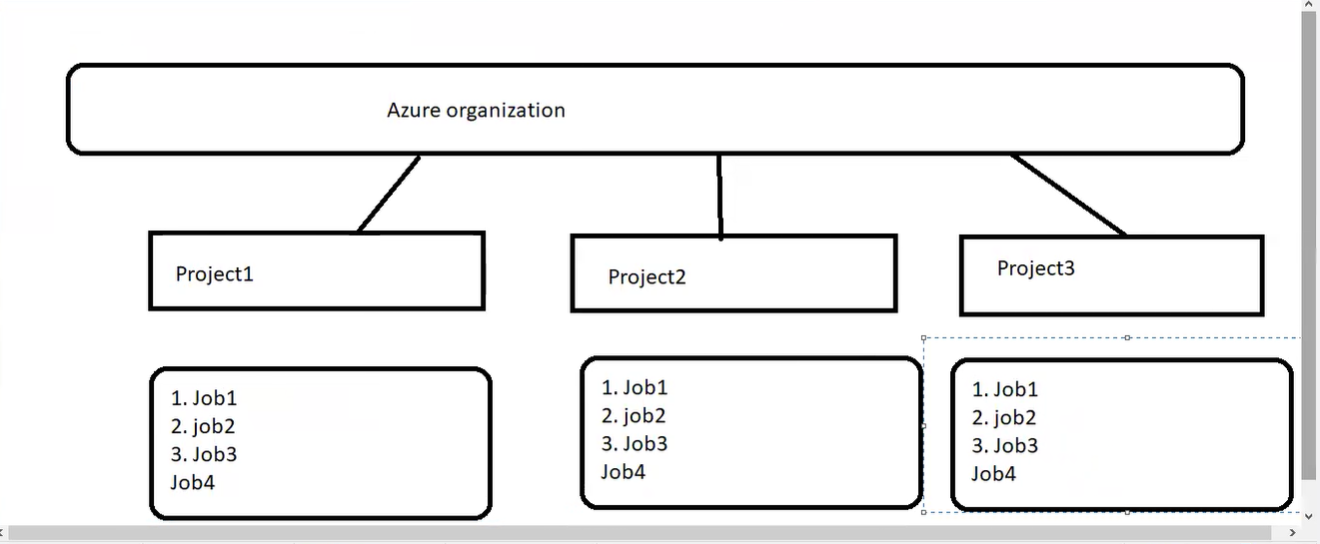 Azure organization
Project1
Project2
Project3
1. Job1
2. job2
3. Job3
Job4
1. Job1
2. job2
3. Job3
Job4
1. Job1
2. job2
3. Job3
Job4